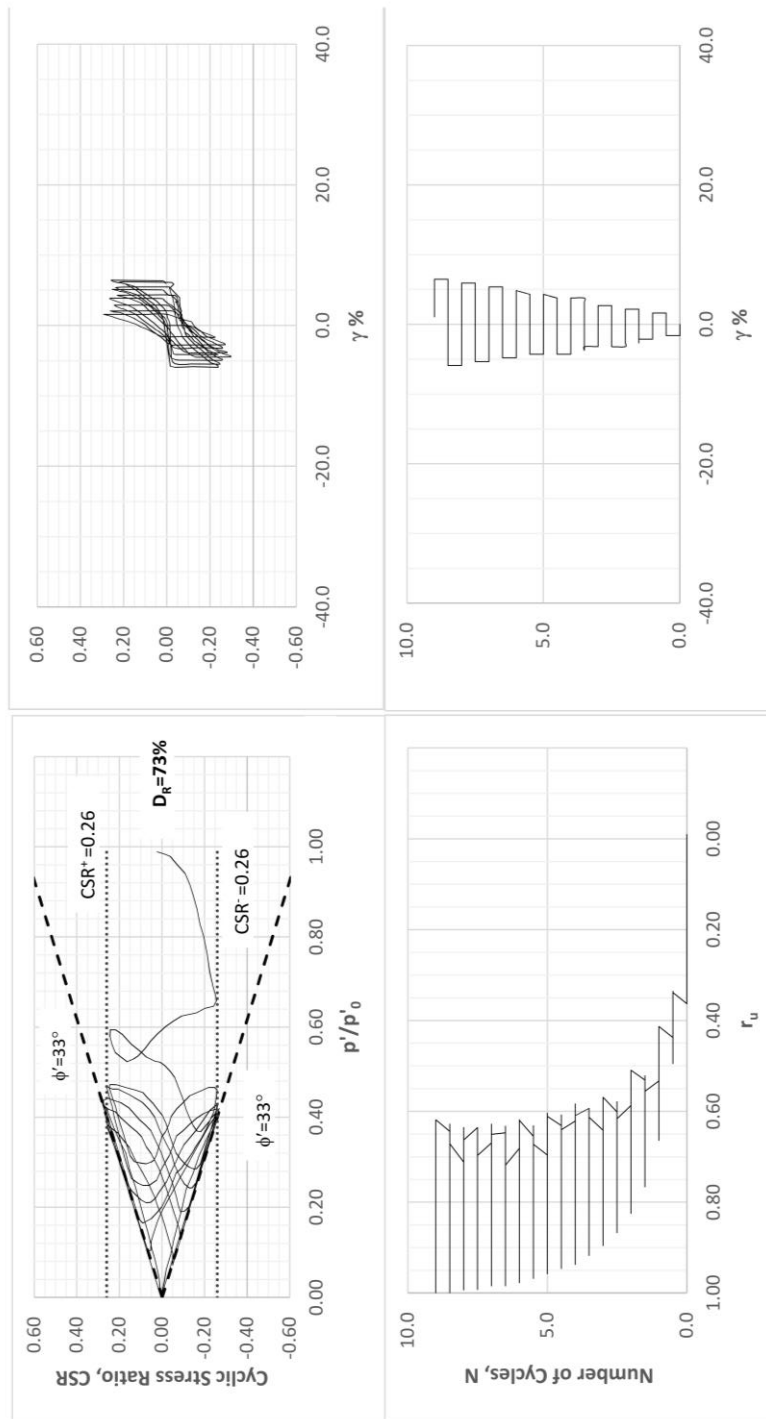 0.60
0.40
0.20
0.00
-0.20
-0.40
-0.60
Cyclic Stress Ratio, CSR
0.00 0.20 0.40 0.60 0.80 1.00
p'/p'₀
ϕ'=33°
CSR⁺=0.26
D_R=73%
CSR⁻=0.26
ϕ'=33°
0.60
0.40
0.20
0.00
-0.20
-0.40
-0.60
-40.0 -20.0 0.0 20.0 40.0
γ %
10.0
5.0
0.0
Number of Cycles, N
1.00 0.80 0.60 0.40 0.20 0.00
r_u
10.0
5.0
0.0
-40.0 -20.0 0.0 20.0 40.0
γ %